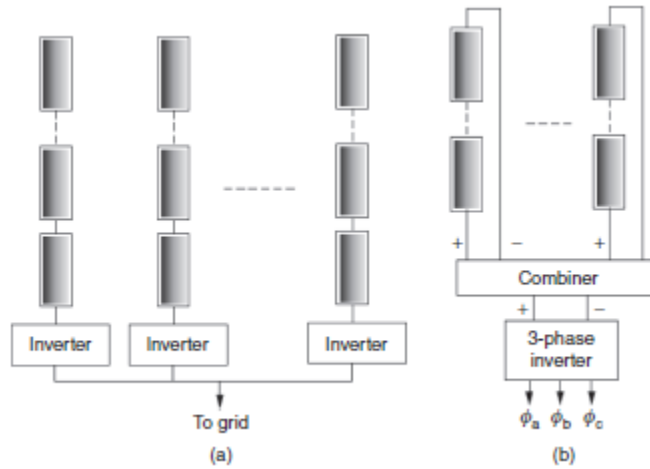 + − +
Combiner
+ −
Inverter Inverter Inverter
3-phase
inverter
To grid
ϕa ϕb ϕc
(a) (b)